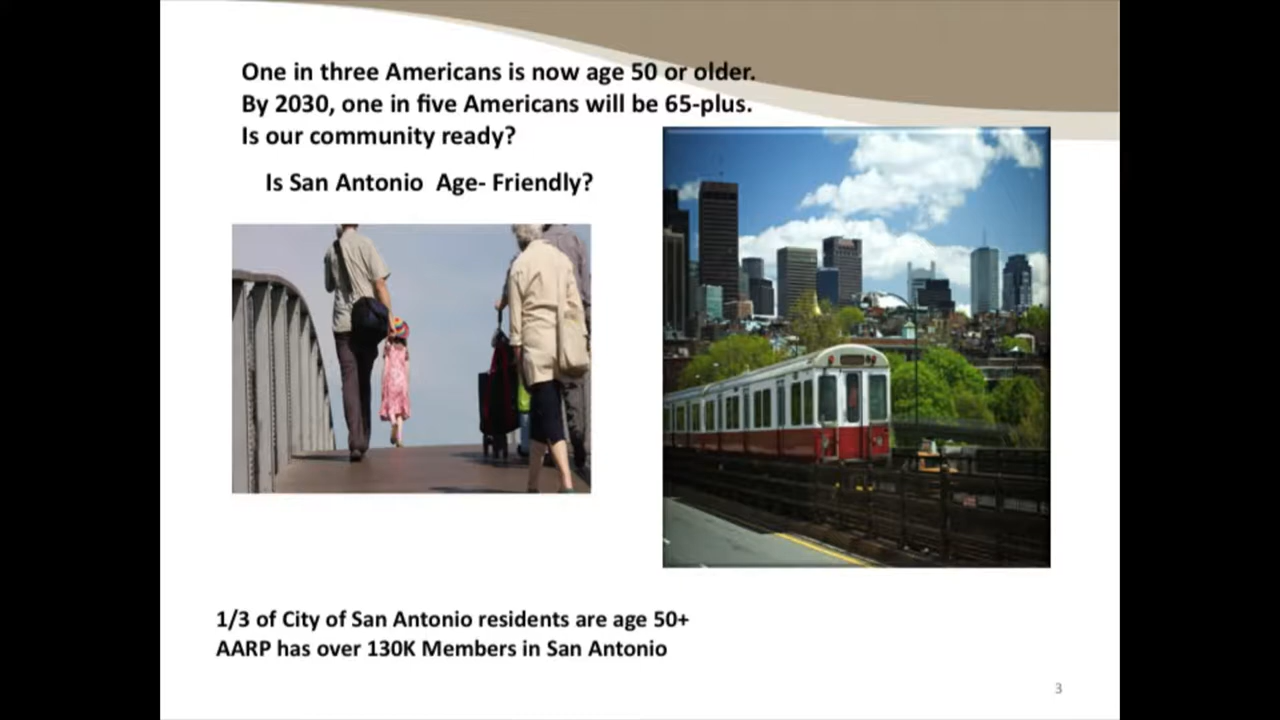 One in three Americans is now age 50 or older.
By 2030, one in five Americans will be 65-plus.
Is our community ready?
Is San Antonio  Age- Friendly?
1/3 of City of San Antonio residents are age 50+
AARP has over 130K Members in San Antonio
3